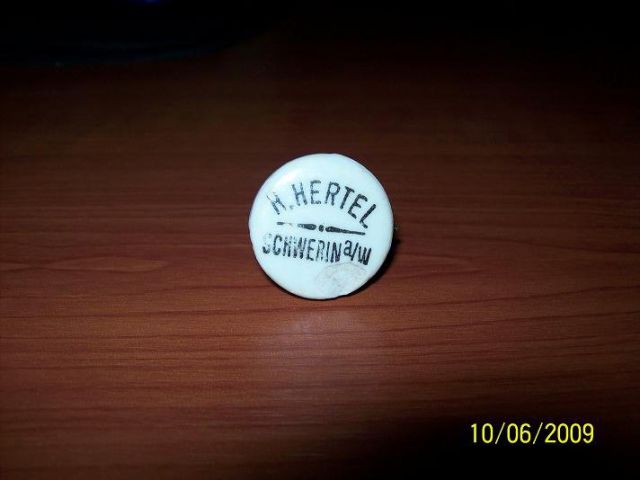 H. HERTEL
SCHWERIN a/W
10/06/2009